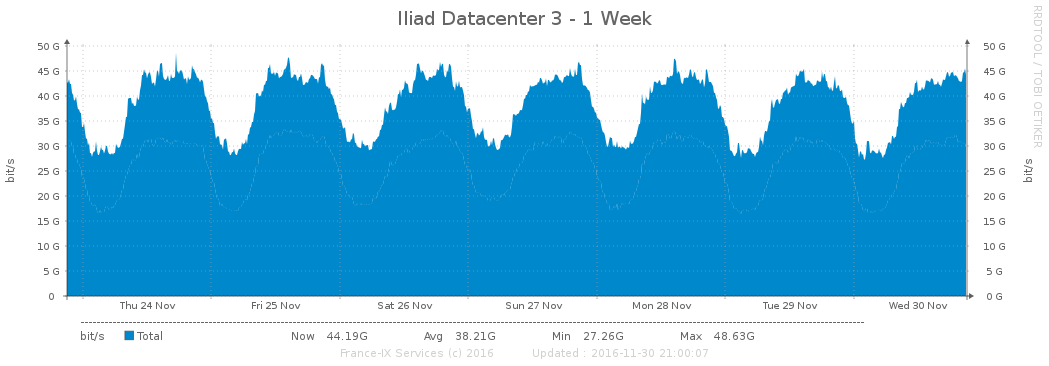 Iliad Datacenter 3 - 1 Week
RRDTOOL / TOBI OETIKER
bit/s
50 G 50 G
45 G 45 G
40 G 40 G
35 G 35 G
30 G 30 G
25 G 25 G
20 G 20 G
15 G 15 G
10 G 10 G
5 G 5 G
0 0 G
bit/s
Thu 24 Nov Fri 25 Nov Sat 26 Nov Sun 27 Nov Mon 28 Nov Tue 29 Nov Wed 30 Nov
bit/s Total Now 44.19G Avg 38.21G Min 27.26G Max 48.63G
France-IX Services (c) 2016 Updated : 2016-11-30 21:00:07